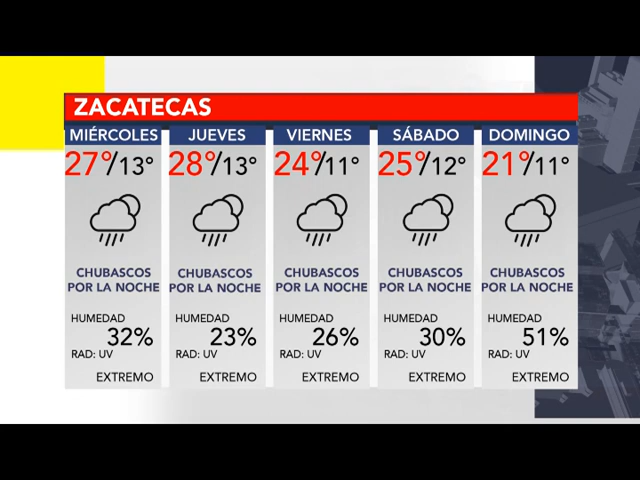 ZACATECAS
MIÉRCOLES
27°/13°
CHUBASCOS
POR LA NOCHE
HUMEDAD
32%
RAD: UV
EXTREMO
JUEVES
28°/13°
CHUBASCOS
POR LA NOCHE
HUMEDAD
23%
RAD: UV
EXTREMO
VIERNES
24°/11°
CHUBASCOS
POR LA NOCHE
HUMEDAD
26%
RAD: UV
EXTREMO
SÁBADO
25°/12°
CHUBASCOS
POR LA NOCHE
HUMEDAD
30%
RAD: UV
EXTREMO
DOMINGO
21°/11°
CHUBASCOS
POR LA NOCHE
HUMEDAD
51%
RAD: UV
EXTREMO